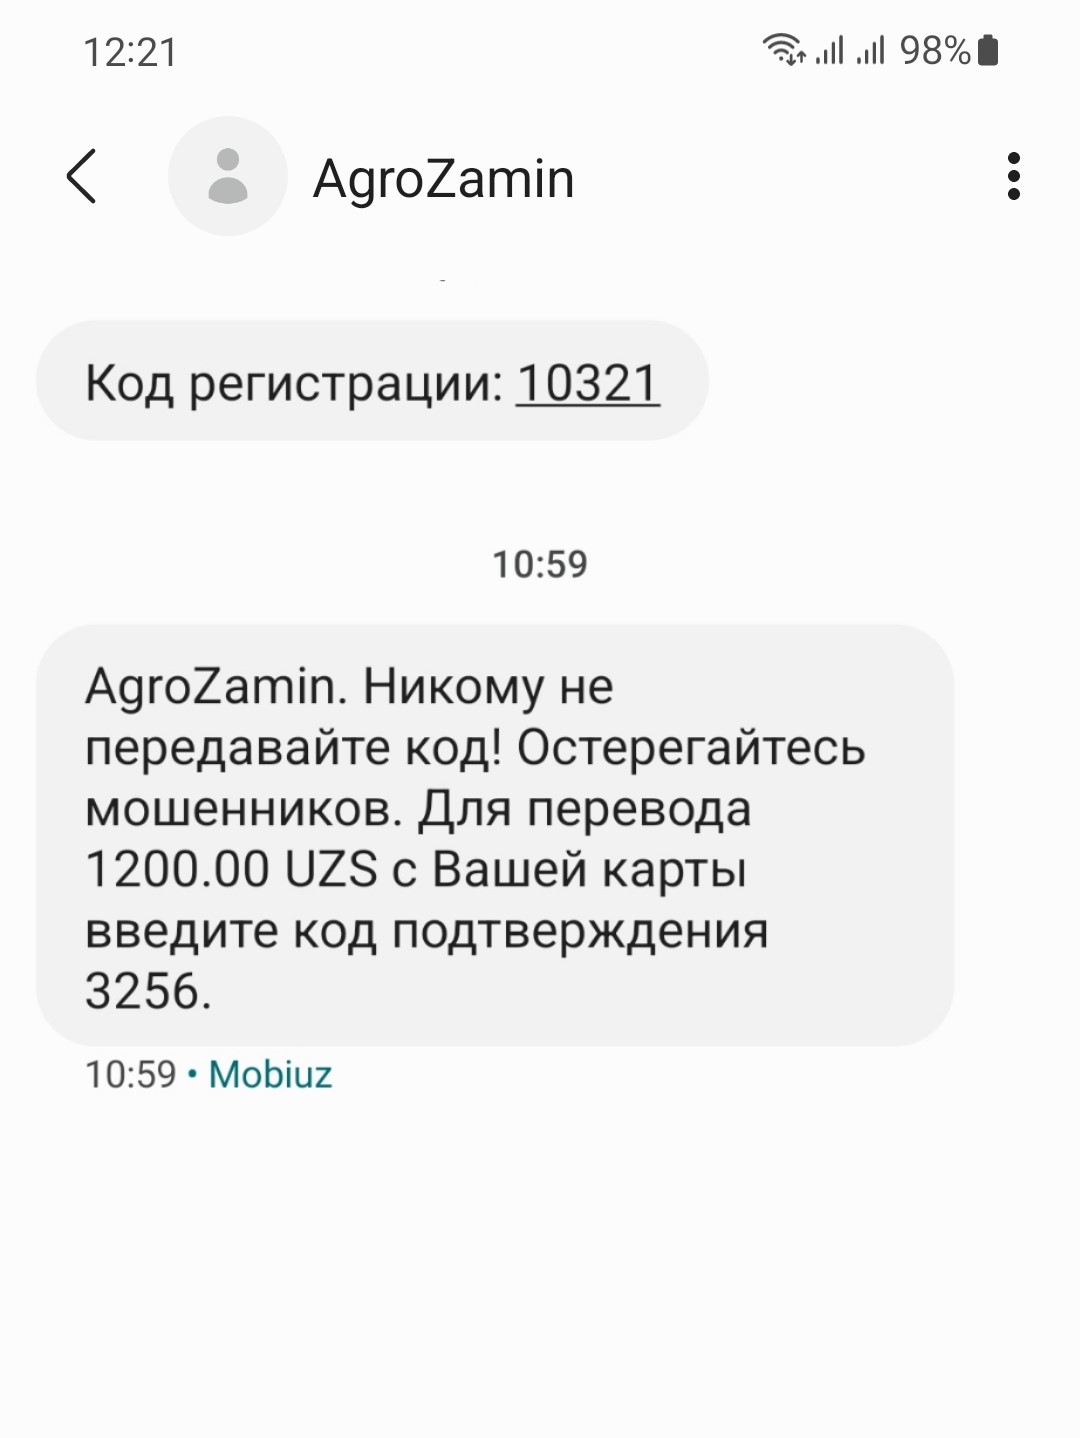 12:21
98%
AgroZamin
Код регистрации: 10321
10:59
AgroZamin. Никому не
передавайте код! Остерегайтесь
мошенников. Для перевода
1200.00 UZS с Вашей карты
введите код подтверждения
3256.
10:59 • Mobiuz